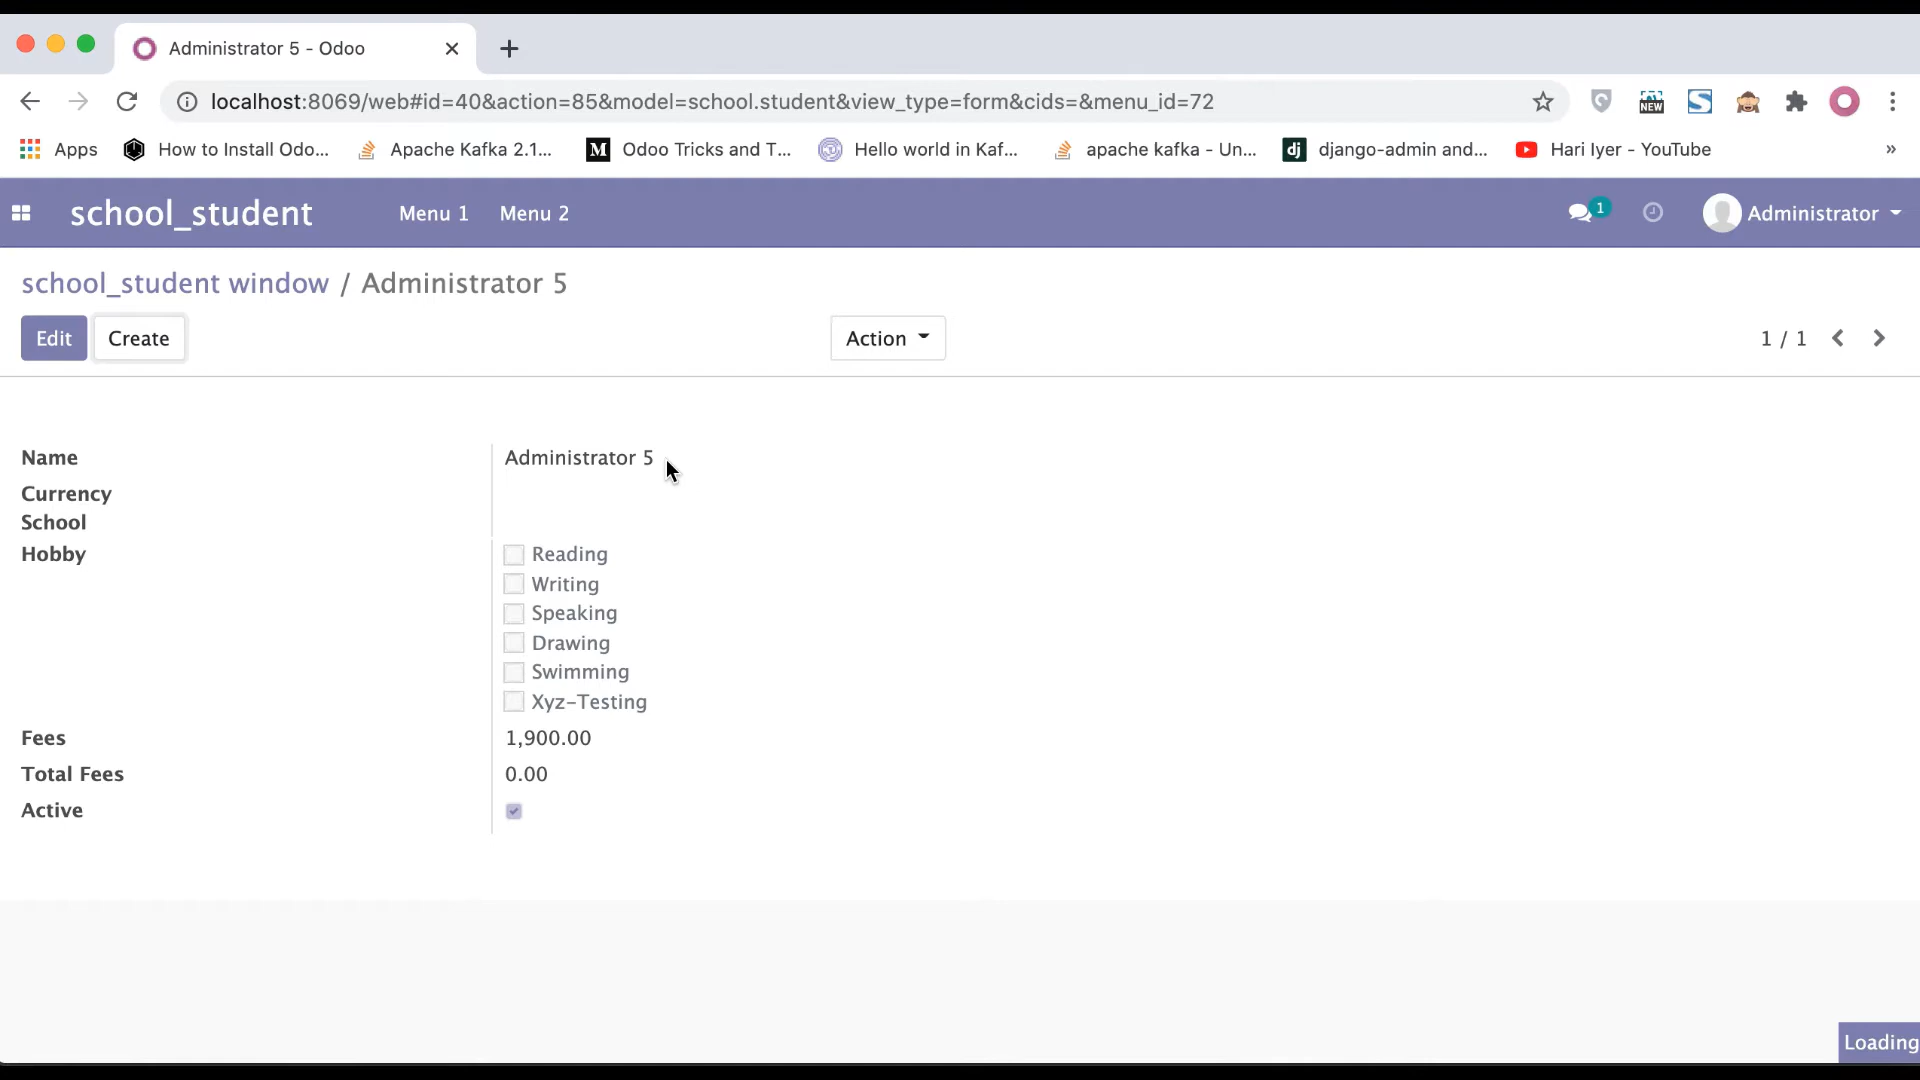 Administrator 5 - Odoo
localhost:8069/web#id=40&action=85&model=school.student&view_type=form&cids=&menu_id=72
NEW
Apps How to Install Odo... Apache Kafka 2.1... M Odoo Tricks and T... Hello world in Kaf... apache kafka - Un... dj django-admin and... Hari Iyer - YouTube »
school_student Menu 1 Menu 2 1 Administrator
school_student window / Administrator 5
Edit Create Action 1 / 1
Name Administrator 5
Currency
School
Hobby Reading
Writing
Speaking
Drawing
Swimming
Xyz-Testing
Fees 1,900.00
Total Fees 0.00
Active
Loading